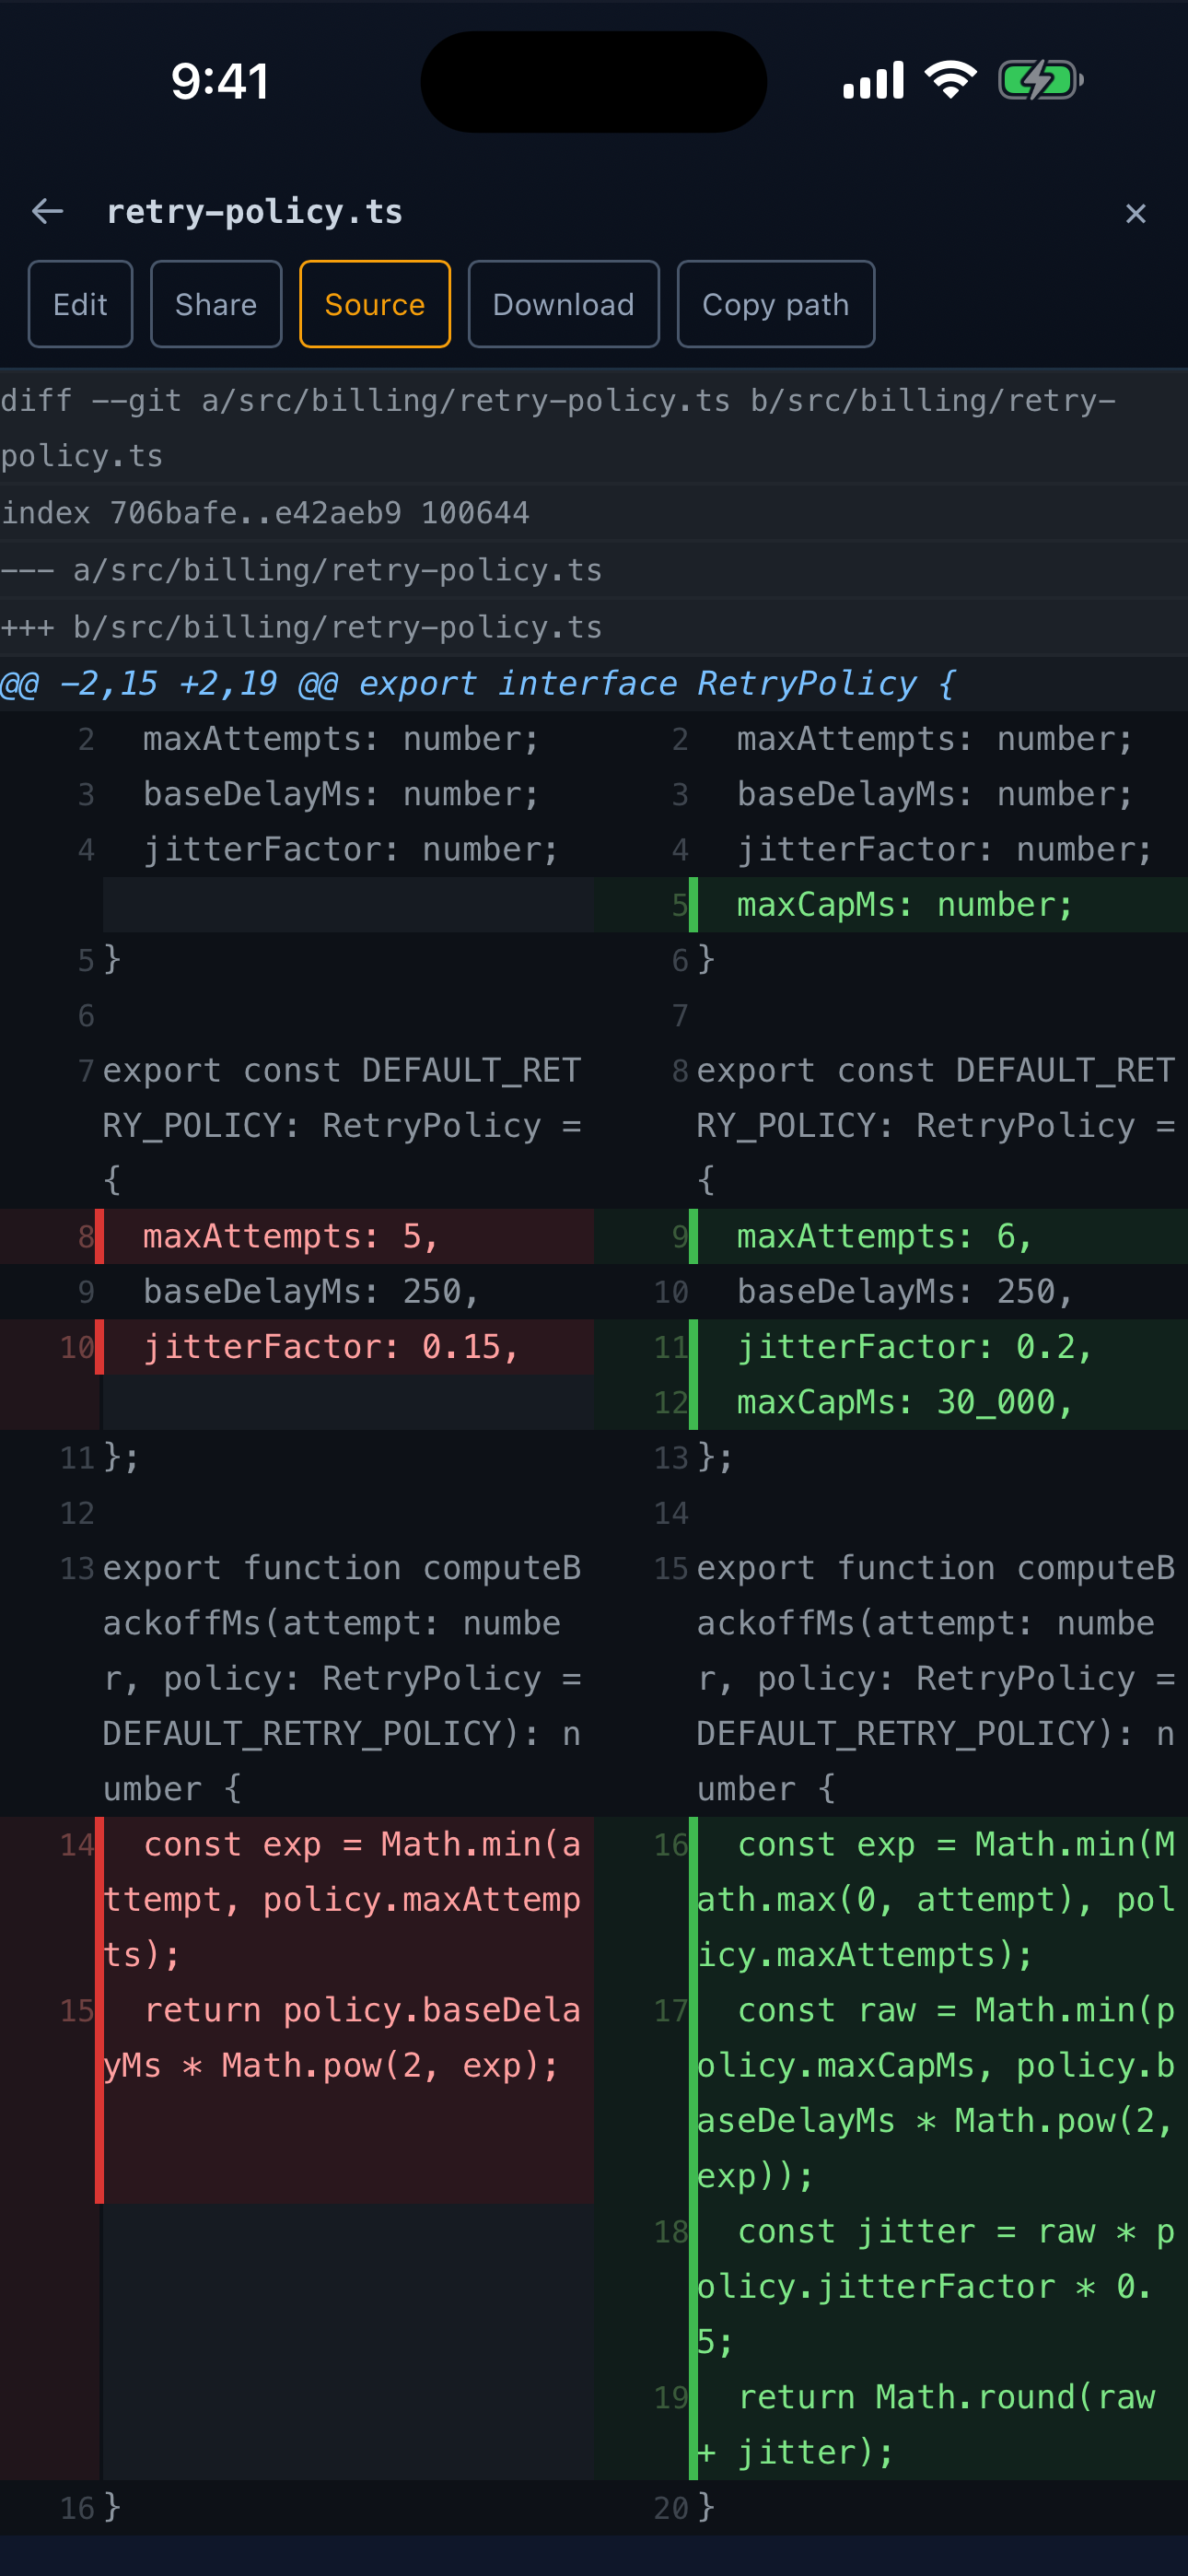 9:41
retry-policy.ts
×
Edit
Share
Source
Download
Copy path
diff --git a/src/billing/retry-policy.ts b/src/billing/retry-
policy.ts
index 706bafe..e42aeb9 100644
--- a/src/billing/retry-policy.ts
+++ b/src/billing/retry-policy.ts
@@ -2,15 +2,19 @@ export interface RetryPolicy {
2   maxAttempts: number;
3   baseDelayMs: number;
4   jitterFactor: number;
5 }
6
7 export const DEFAULT_RET
RY_POLICY: RetryPolicy =
{
8   maxAttempts: 5,
9   baseDelayMs: 250,
10   jitterFactor: 0.15,
11 };
12
13 export function computeB
ackoffMs(attempt: numbe
r, policy: RetryPolicy =
DEFAULT_RETRY_POLICY): n
umber {
14   const exp = Math.min(a
ttempt, policy.maxAttemp
ts);
15   return policy.baseDela
yMs * Math.pow(2, exp);
16 }
2   maxAttempts: number;
3   baseDelayMs: number;
4   jitterFactor: number;
5   maxCapMs: number;
6 }
7
8 export const DEFAULT_RET
RY_POLICY: RetryPolicy =
{
9   maxAttempts: 6,
10   baseDelayMs: 250,
11   jitterFactor: 0.2,
12   maxCapMs: 30_000,
13 };
14
15 export function computeB
ackoffMs(attempt: numbe
r, policy: RetryPolicy =
DEFAULT_RETRY_POLICY): n
umber {
16   const exp = Math.min(M
ath.max(0, attempt), pol
icy.maxAttempts);
17   const raw = Math.min(p
olicy.maxCapMs, policy.b
aseDelayMs * Math.pow(2,
exp));
18   const jitter = raw * p
olicy.jitterFactor * 0.
5;
19   return Math.round(raw
+ jitter);
20 }